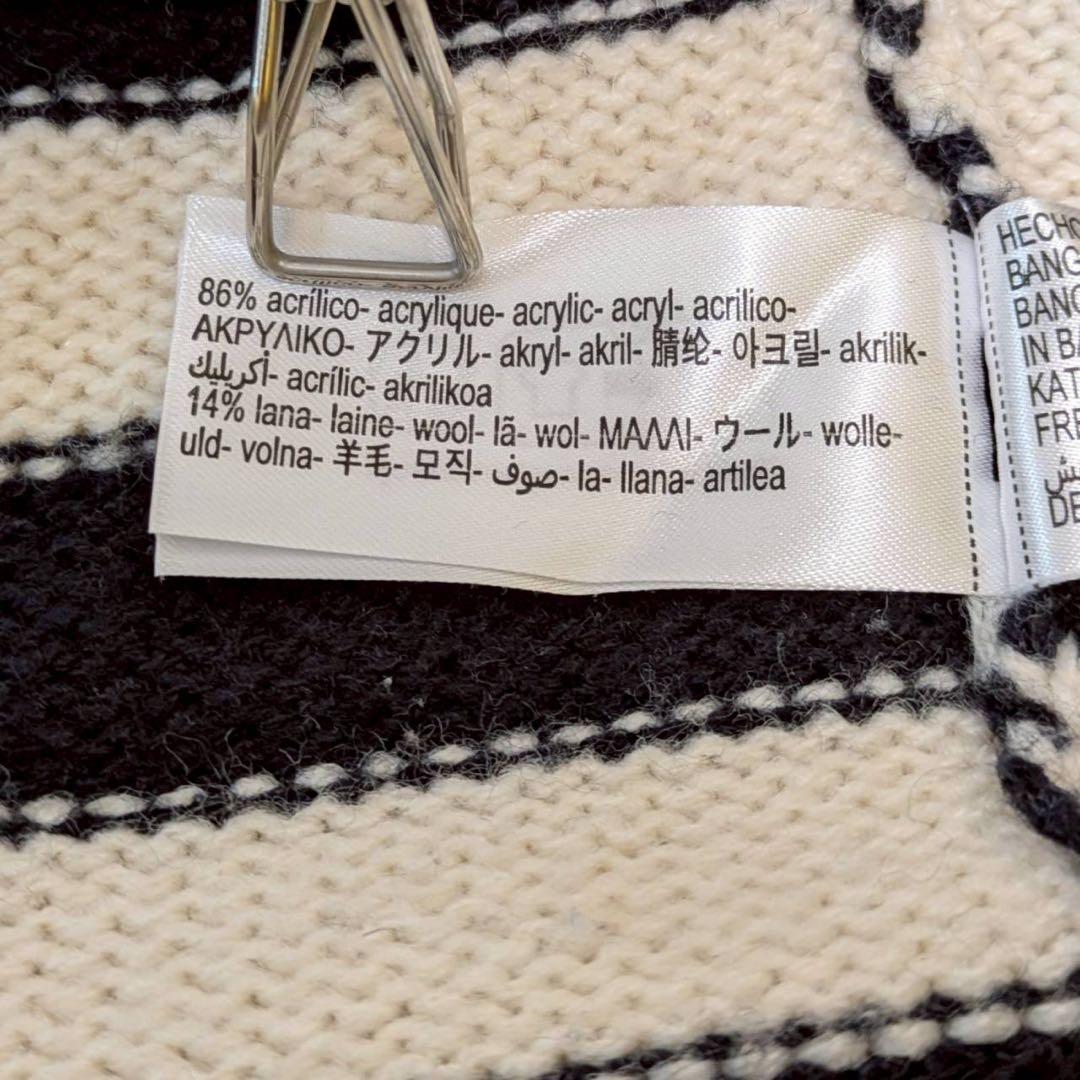 86% acrílico- acrylique- acrylic- acryl- acrilico-
ΑΚΡΥΛΙΚΟ- アクリル- akryl- akril- 腈纶- 아크릴- akrilik-
أكريليك- acrílic- akrilikoa
14% lana- laine- wool- lã- wol- ΜΑΛΛΙ- ウール- wolle-
uld- volna- 羊毛- 모직- صوف- la- llana- artilea
HECHO
BANG
BANG
IN BA
KAT
FRE
DE